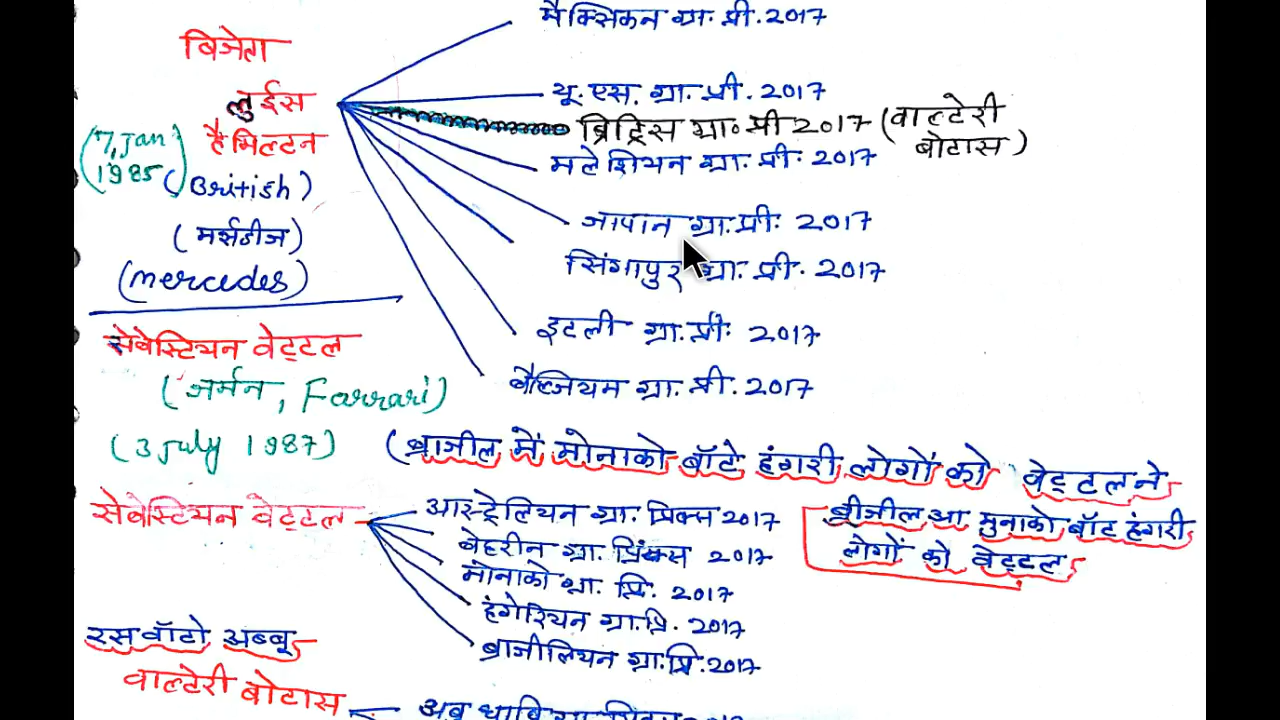 मैक्सिकन ग्रा. प्री. 2017
विजेता
लुईस
हैमिल्टन
(7, Jan
1985)
(British)
(मर्सडीज)
(mercedes)
यू. एस. ग्रा. प्री. 2017
ब्रिट्रिस ग्रा० प्री 2017 (वाल्टेरी
बोटास)
मलेशियन ग्रा. प्री. 2017
जापान ग्रा. प्री. 2017
सिंगापुर ग्रा. प्री. 2017
इटली ग्रा. प्री. 2017
बैल्जियम ग्रा. प्री. 2017
सेबेस्टियन वेट्टल
(जर्मन, Farrari)
(3 July 1987)
(ब्राजील में मोनाको बॉटे हंगरी लोगों को वेट्टल ने
सेबेस्टियन वेट्टल
आस्ट्रेलियन ग्रा. प्रिक्स 2017
बेहरीन ग्रा. प्रिक्स 2017
मोनाको ग्रा. प्रि. 2017
हंगेरियन ग्रा. प्रि. 2017
ब्राजीलियन ग्रा. प्रि. 2017
ब्रीजील आ मुनाको बॉट हंगरी
लोगों को वेट्टल
रस बॉटो अब्बू
वाल्टेरी बोटास
अबू धाबि ग्रा